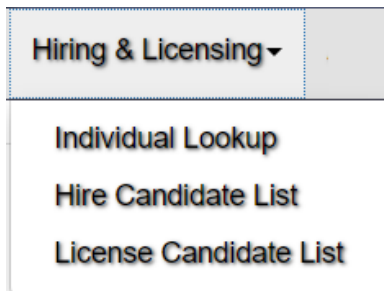 Hiring & Licensing
Individual Lookup
Hire Candidate List
License Candidate List